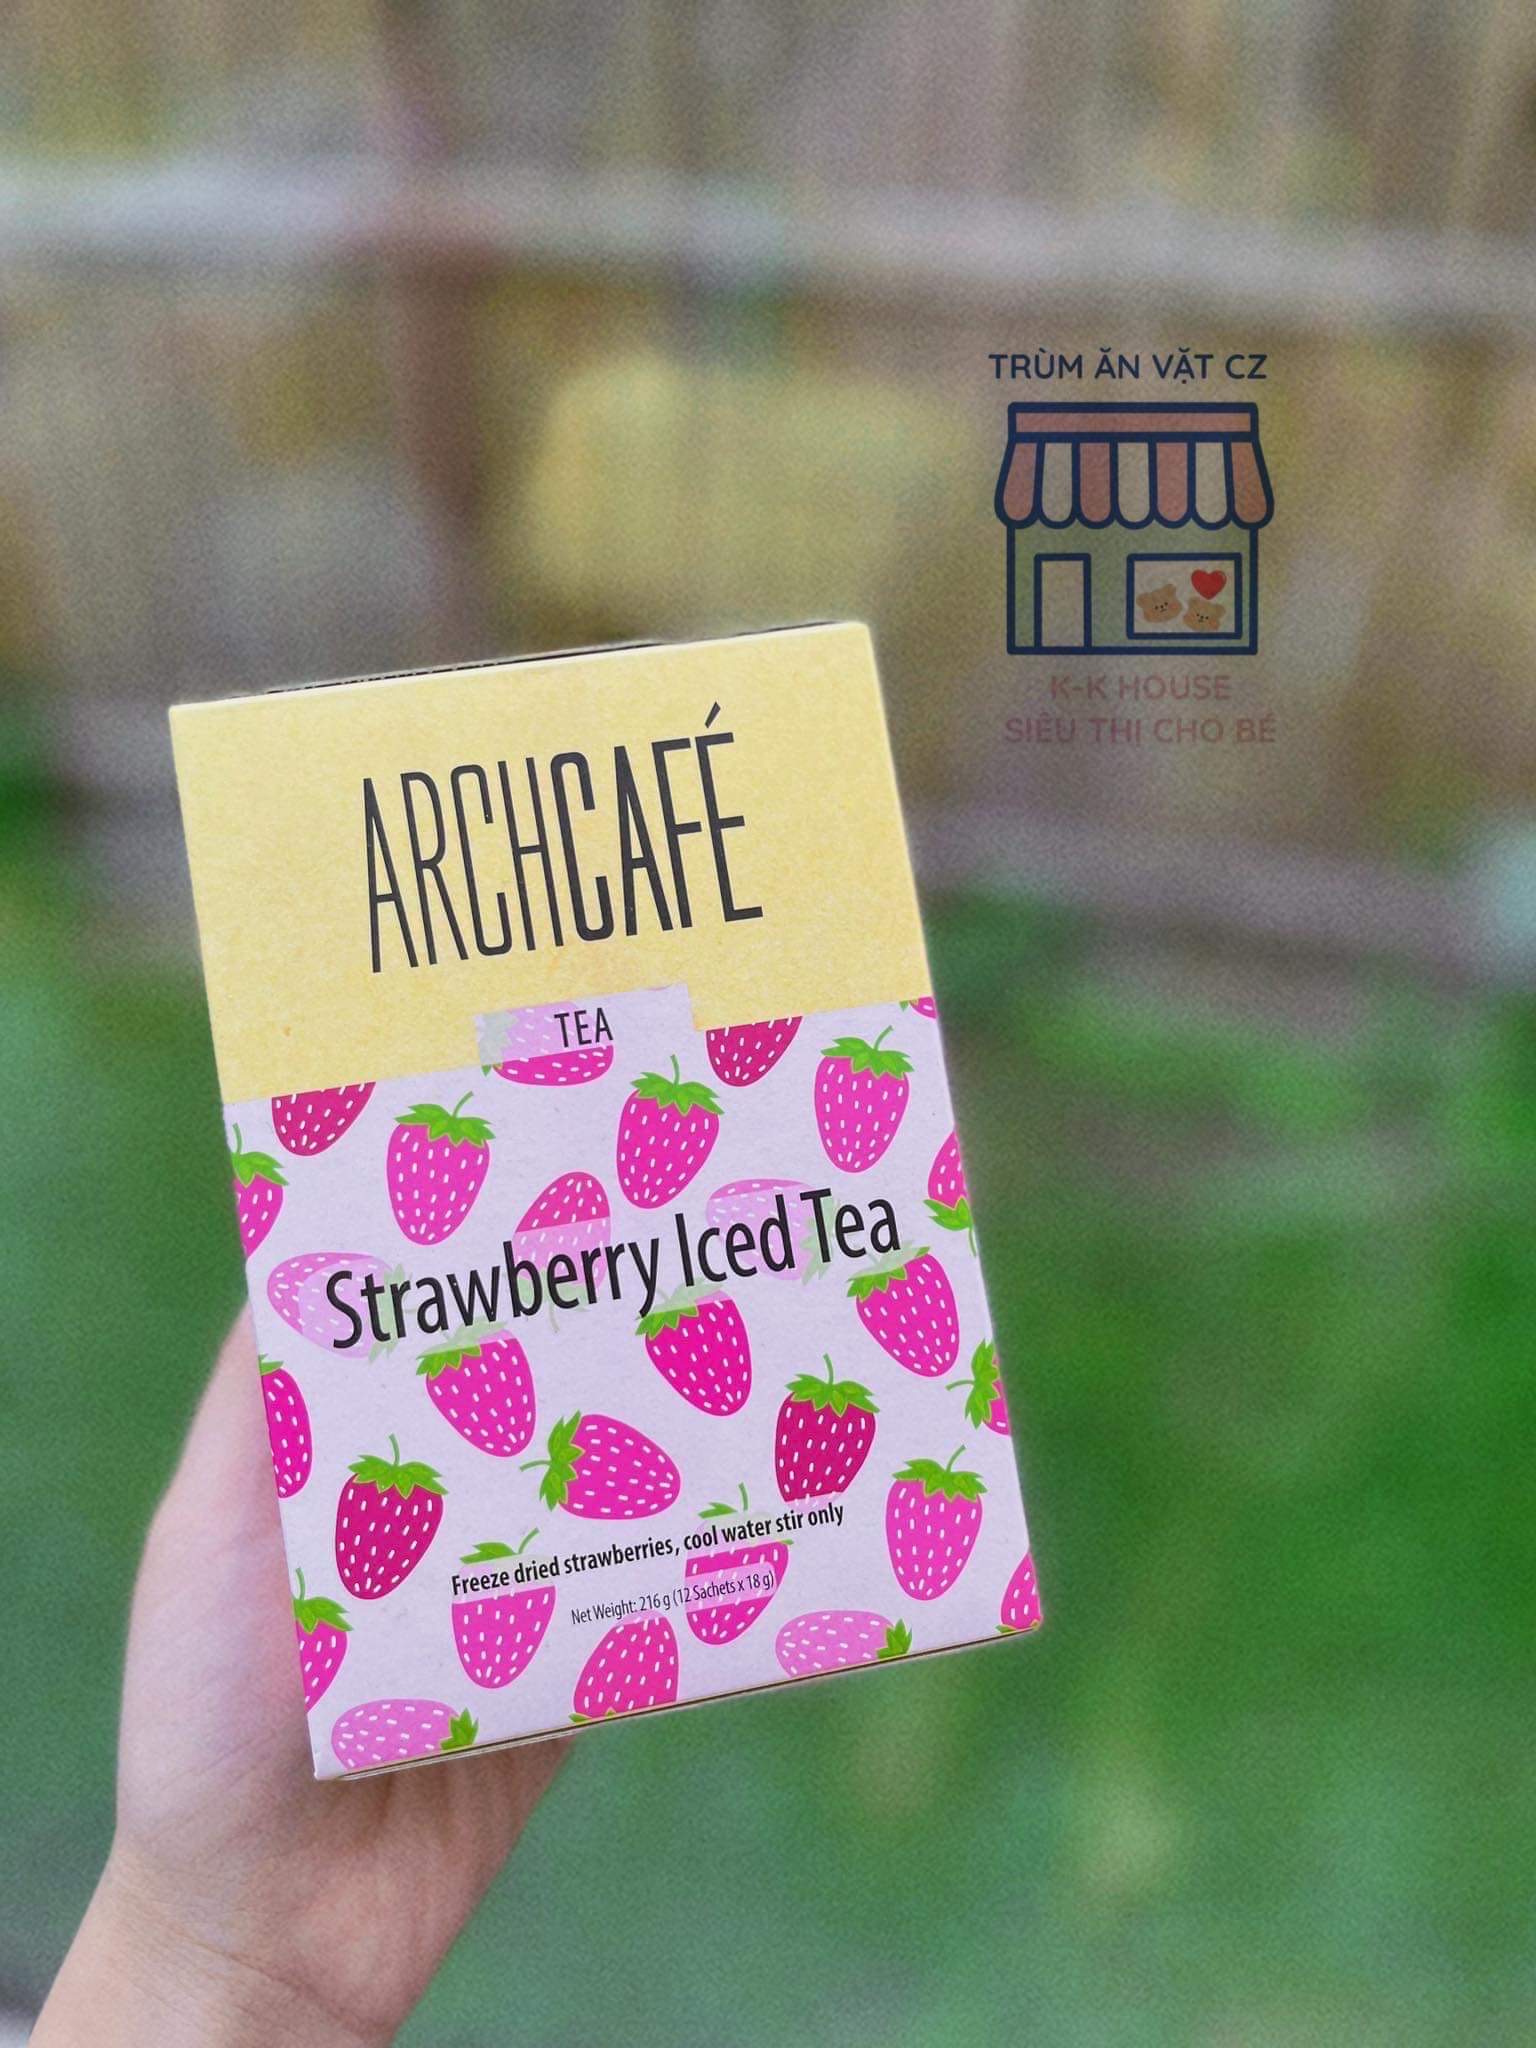 TRÙM ĂN VẶT CZ
K-K HOUSE
SIÊU THỊ CHO BÉ
ARCHCAFÉ
TEA
Strawberry Iced Tea
Freeze dried strawberries, cool water stir only
Net Weight: 216 g (12 Sachets x 18 g)